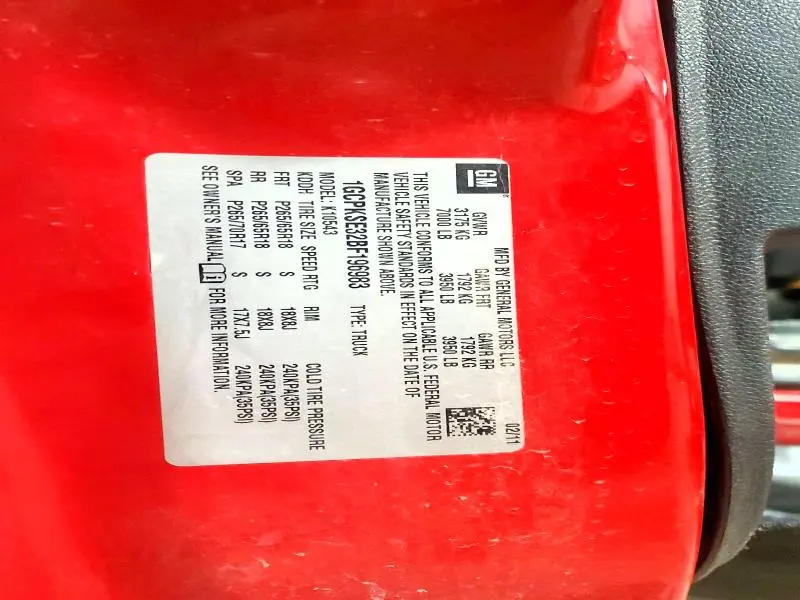 GM
MFD BY GENERAL MOTORS LLC 02/11
GVWR GAWR FRT GAWR RR
3175 KG 1792 KG 1792 KG
7000 LB 3950 LB 3950 LB
THIS VEHICLE CONFORMS TO ALL APPLICABLE U.S. FEDERAL MOTOR
VEHICLE SAFETY STANDARDS IN EFFECT ON THE DATE OF
MANUFACTURE SHOWN ABOVE.
1GCPKSE32BF196983 TYPE: TRUCK
MODEL: K10543
KDDH TIRE SIZE SPEED RTG RIM COLD TIRE PRESSURE
FRT P265/65R18 S 18X8J 240KPA(35PSI)
RR P265/65R18 S 18X8J 240KPA(35PSI)
SPA P265/70R17 S 17X7.5J 240KPA(35PSI)
SEE OWNER'S MANUAL FOR MORE INFORMATION.